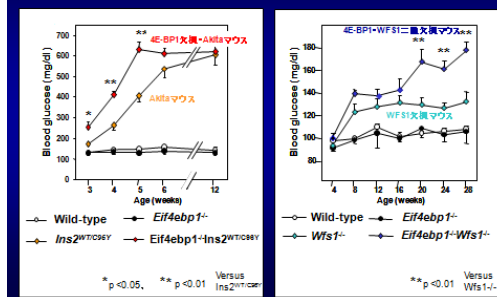 4E-BP1欠損・Akitaマウス
Akitaマウス
Blood glucose (mg/dl)
700
600
500
400
300
200
100
0
*
**
**
3 4 5 6 12
Age (weeks)
Wild-type
Eif4ebp1-/-
Ins2WT/C96Y
Eif4ebp1-/-Ins2WT/C96Y
*p <0.05, **p <0.01
Versus
Ins2WT/C96Y
4E-BP1・WFS1二重欠損マウス
WFS1欠損マウス
Blood glucose (mg/dl)
180
160
140
120
100
80
**
**
**
4 8 12 16 20 24 28
Age (weeks)
Wild-type
Eif4ebp1-/-
Wfs1-/-
Eif4ebp1-/-Wfs1-/-
**p <0.01
Versus
Wfs1-/-